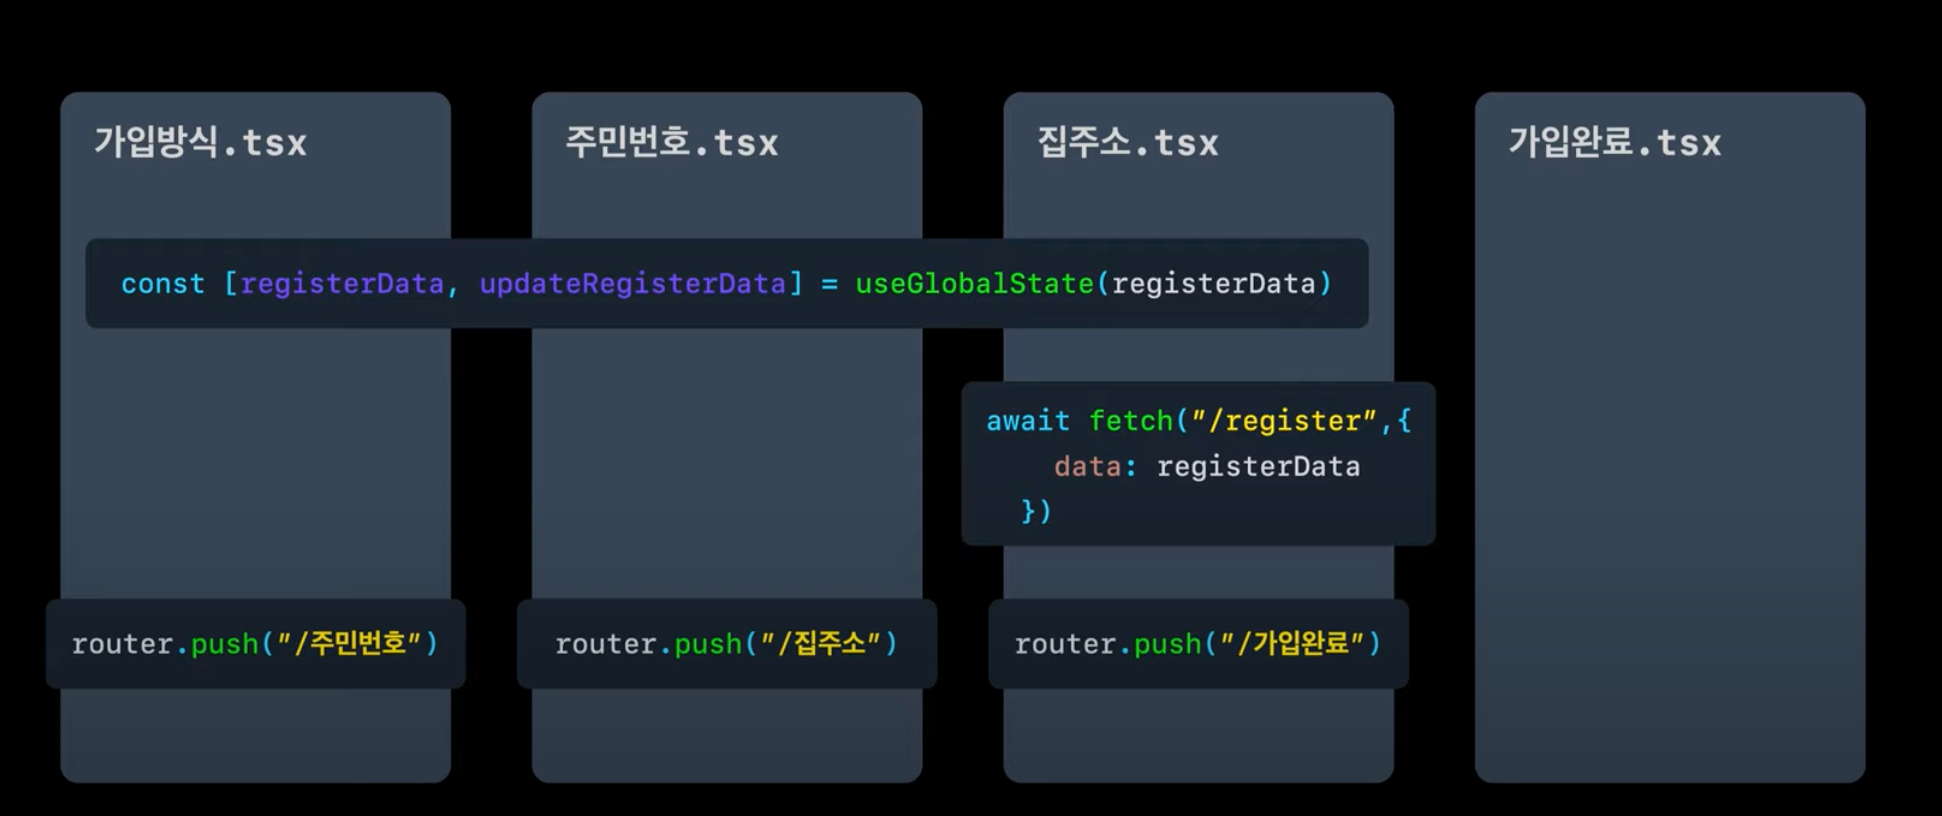 가입방식.tsx
주민번호.tsx
집주소.tsx
가입완료.tsx
const [registerData, updateRegisterData] = useGlobalState(registerData)
await fetch("/register",{
data: registerData
})
router.push("/주민번호")
router.push("/집주소")
router.push("/가입완료")